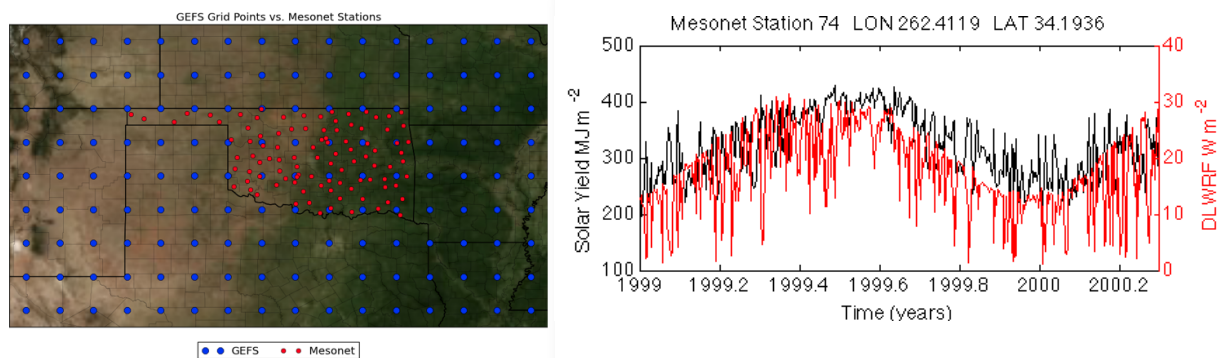 GEFS Grid Points vs. Mesonet Stations
GEFS Mesonet
Mesonet Station 74 LON 262.4119 LAT 34.1936
500
400
300
200
100
Solar Yield MJ m⁻²
40
30
20
10
0
DLWRF W m⁻²
1999 1999.2 1999.4 1999.6 1999.8 2000 2000.2
Time (years)